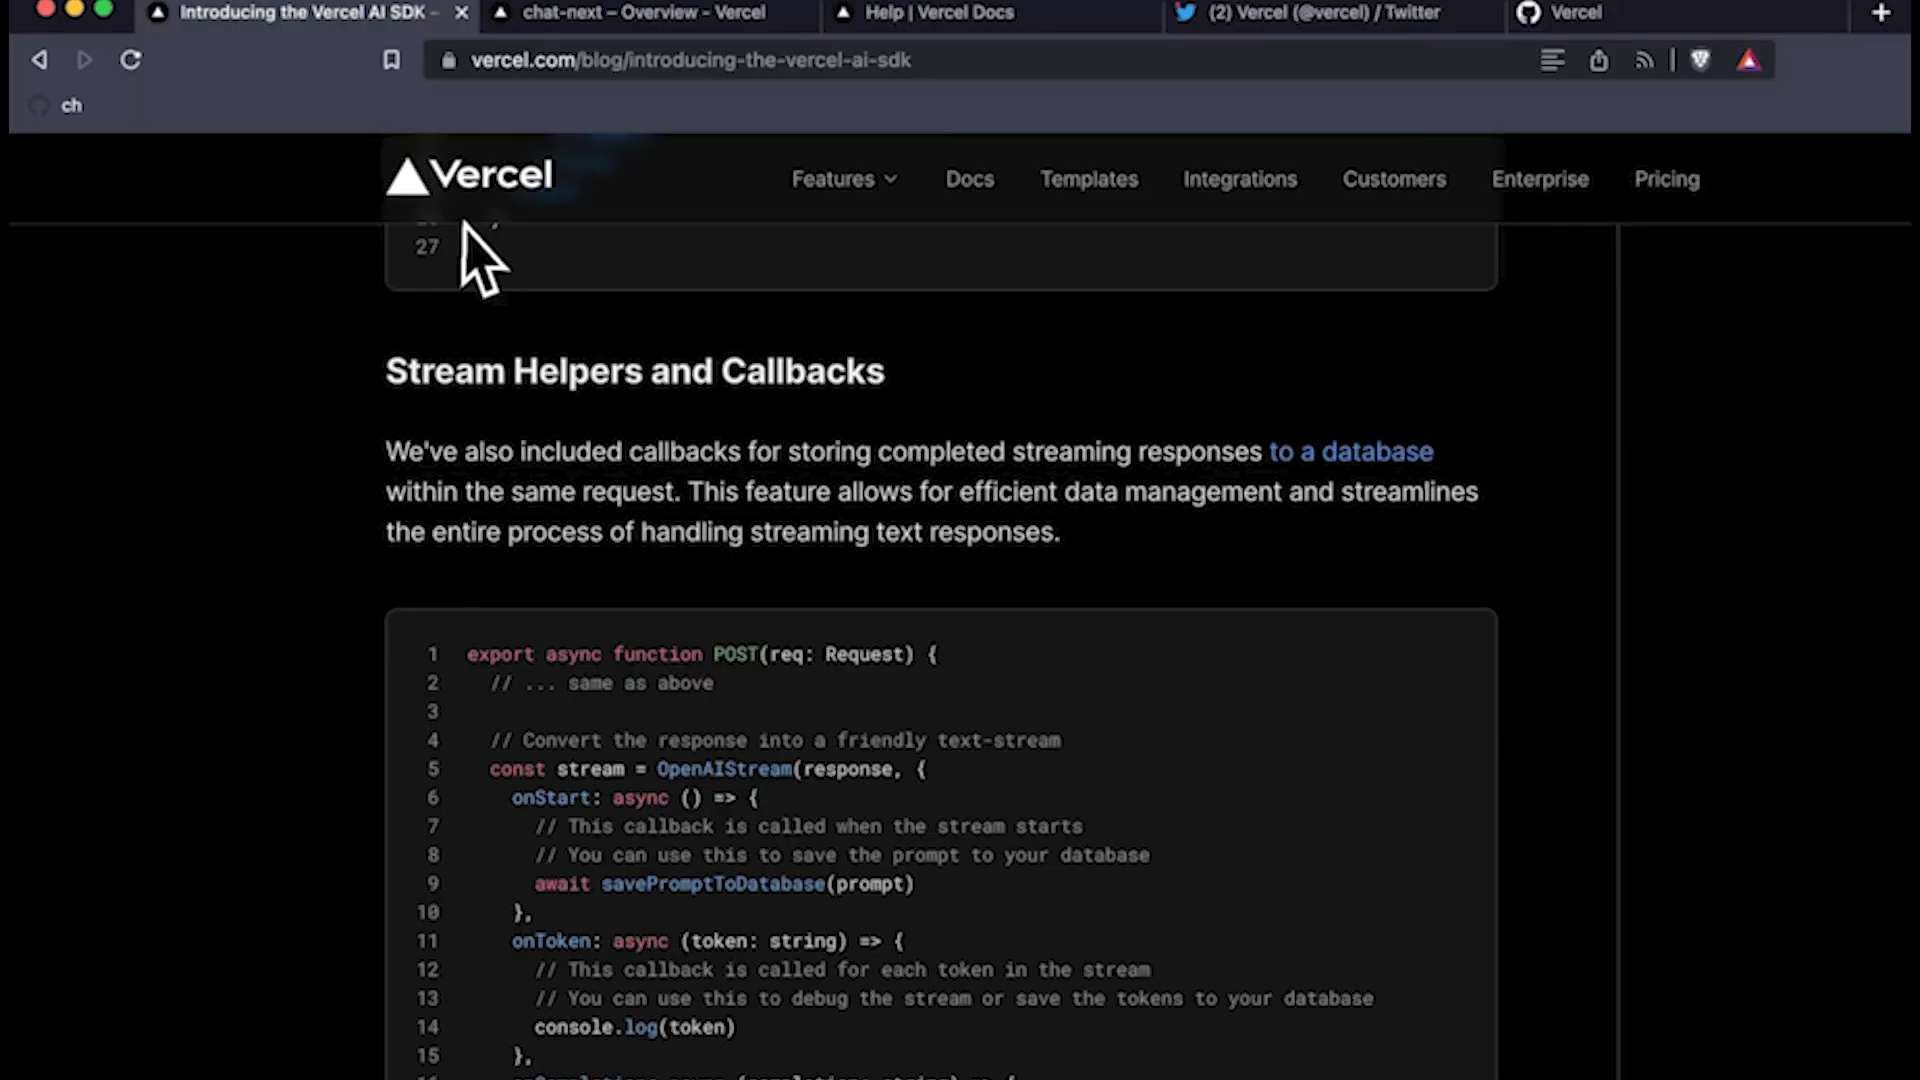 Introducing the Vercel AI SDK –
chat-next – Overview – Vercel
Help | Vercel Docs
(2) Vercel (@vercel) / Twitter
Vercel
vercel.com/blog/introducing-the-vercel-ai-sdk
ch
Vercel
Features
Docs
Templates
Integrations
Customers
Enterprise
Pricing
27
Stream Helpers and Callbacks
We've also included callbacks for storing completed streaming responses to a database
within the same request. This feature allows for efficient data management and streamlines
the entire process of handling streaming text responses.
1 export async function POST(req: Request) {
2 // ... same as above
3
4 // Convert the response into a friendly text-stream
5 const stream = OpenAIStream(response, {
6 onStart: async () => {
7 // This callback is called when the stream starts
8 // You can use this to save the prompt to your database
9 await savePromptToDatabase(prompt)
10 },
11 onToken: async (token: string) => {
12 // This callback is called for each token in the stream
13 // You can use this to debug the stream or save the tokens to your database
14 console.log(token)
15 },